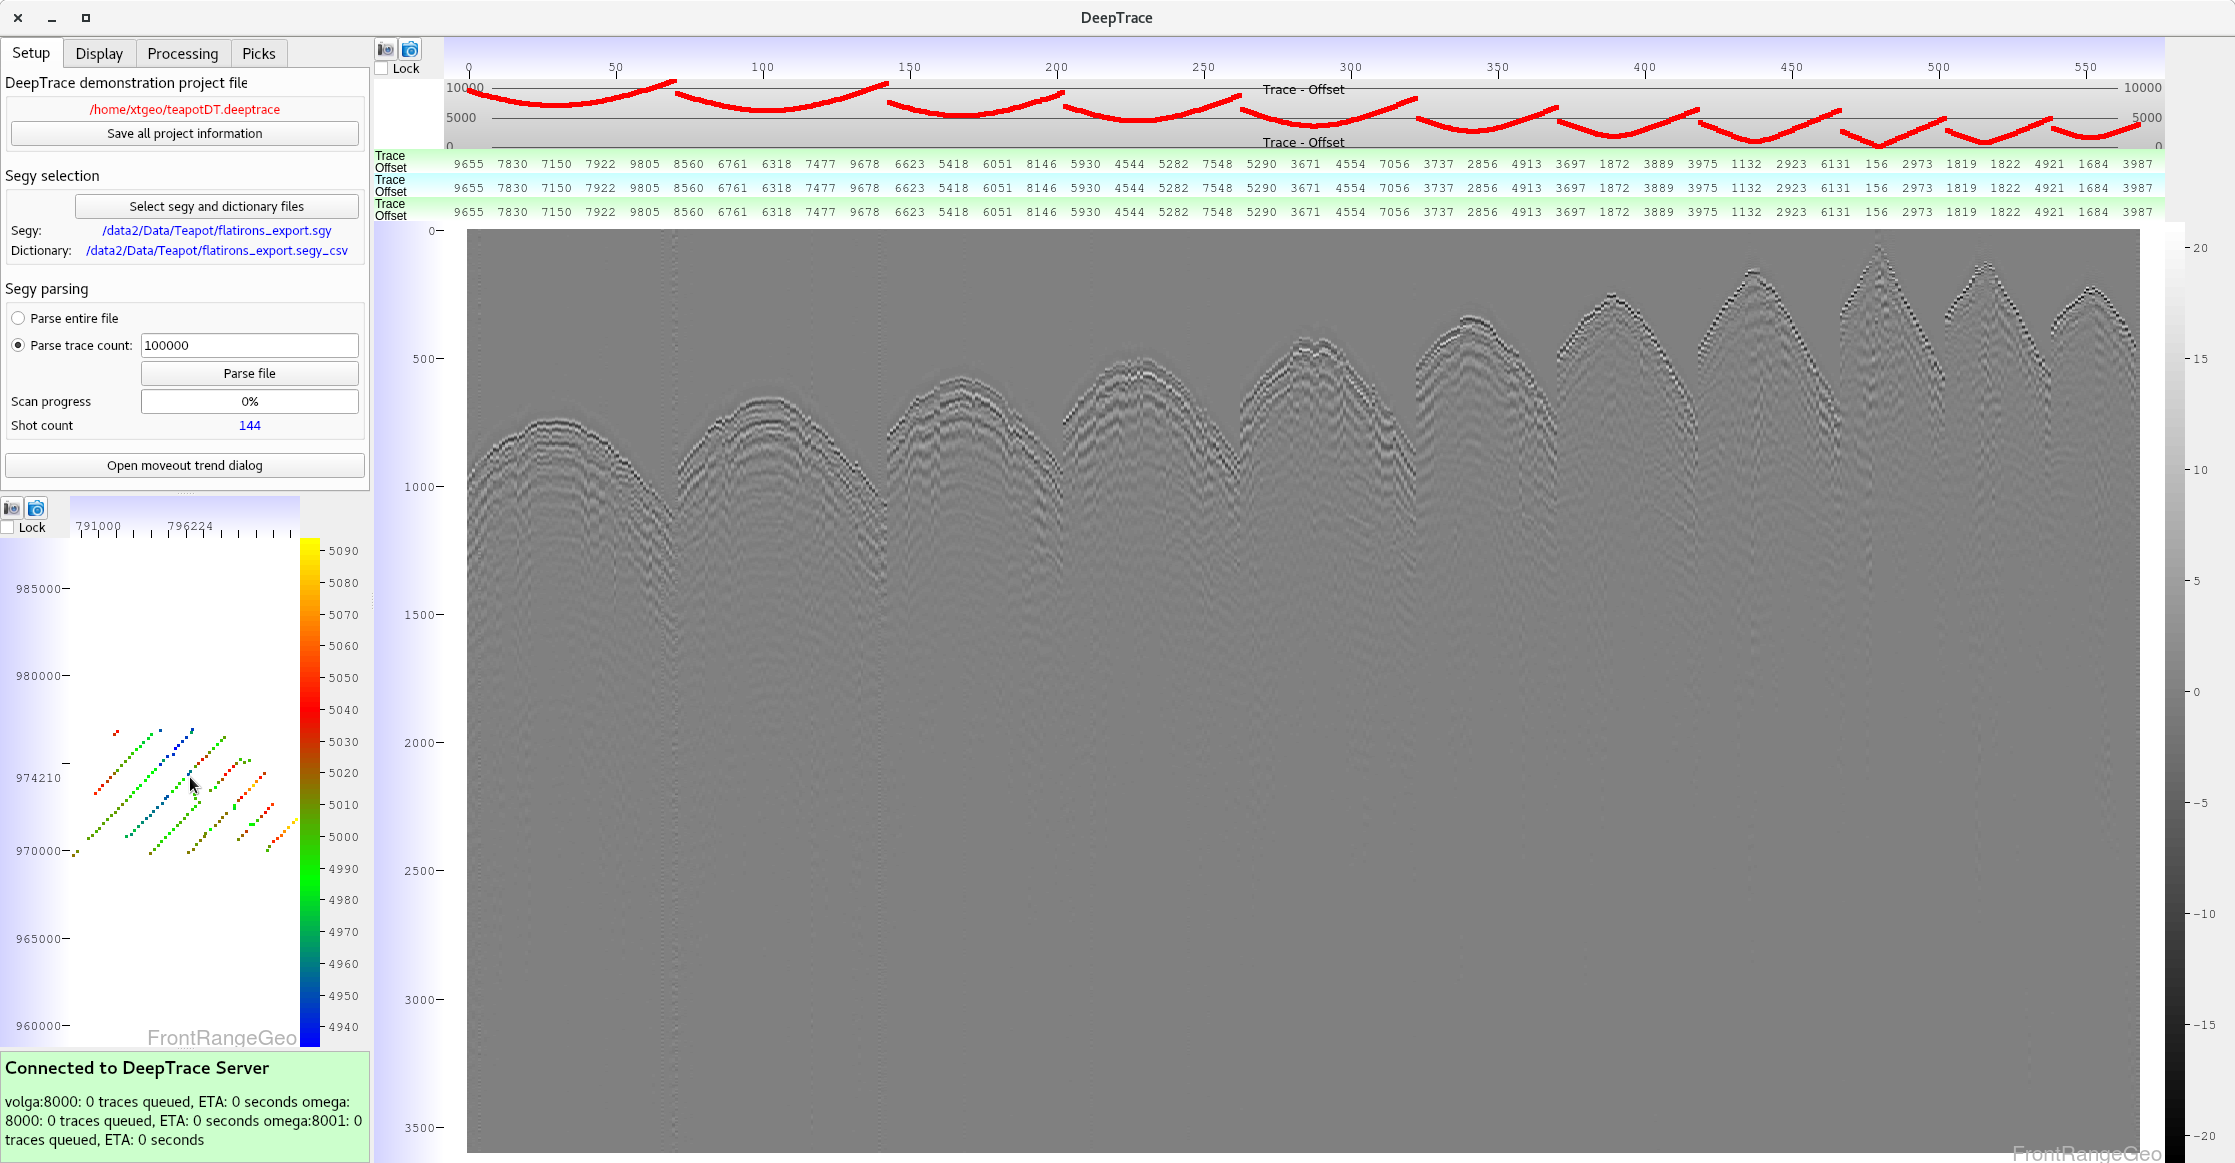 DeepTrace
Setup Display Processing Picks
DeepTrace demonstration project file
/home/xtgeo/teapotDT.deeptrace
Save all project information
Segy selection
Select segy and dictionary files
Segy: /data2/Data/Teapot/flatirons_export.sgy
Dictionary: /data2/Data/Teapot/flatirons_export.segy_csv
Segy parsing
Parse entire file
Parse trace count: 100000
Parse file
Scan progress 0%
Shot count 144
Open moveout trend dialog
Lock
791000 796224
985000
980000
974210
970000
965000
960000
5090
5080
5070
5060
5050
5040
5030
5020
5010
5000
4990
4980
4970
4960
4950
4940
FrontRangeGeo
Connected to DeepTrace Server
volga:8000: 0 traces queued, ETA: 0 seconds omega:
8000: 0 traces queued, ETA: 0 seconds omega:8001: 0
traces queued, ETA: 0 seconds
Lock
0 50 100 150 200 250 300 350 400 450 500 550
10000 Trace - Offset 10000
5000 5000
0 Trace - Offset 0
Trace
Offset 9655 7830 7150 7922 9805 8560 6761 6318 7477 9678 6623 5418 6051 8146 5930 4544 5282 7548 5290 3671 4554 7056 3737 2856 4913 3697 1872 3889 3975 1132 2923 6131 156 2973 1819 1822 4921 1684 3987
Trace
Offset 9655 7830 7150 7922 9805 8560 6761 6318 7477 9678 6623 5418 6051 8146 5930 4544 5282 7548 5290 3671 4554 7056 3737 2856 4913 3697 1872 3889 3975 1132 2923 6131 156 2973 1819 1822 4921 1684 3987
Trace
Offset 9655 7830 7150 7922 9805 8560 6761 6318 7477 9678 6623 5418 6051 8146 5930 4544 5282 7548 5290 3671 4554 7056 3737 2856 4913 3697 1872 3889 3975 1132 2923 6131 156 2973 1819 1822 4921 1684 3987
0
500
1000
1500
2000
2500
3000
3500
20
15
10
5
0
-5
-10
-15
-20
FrontRangeGeo